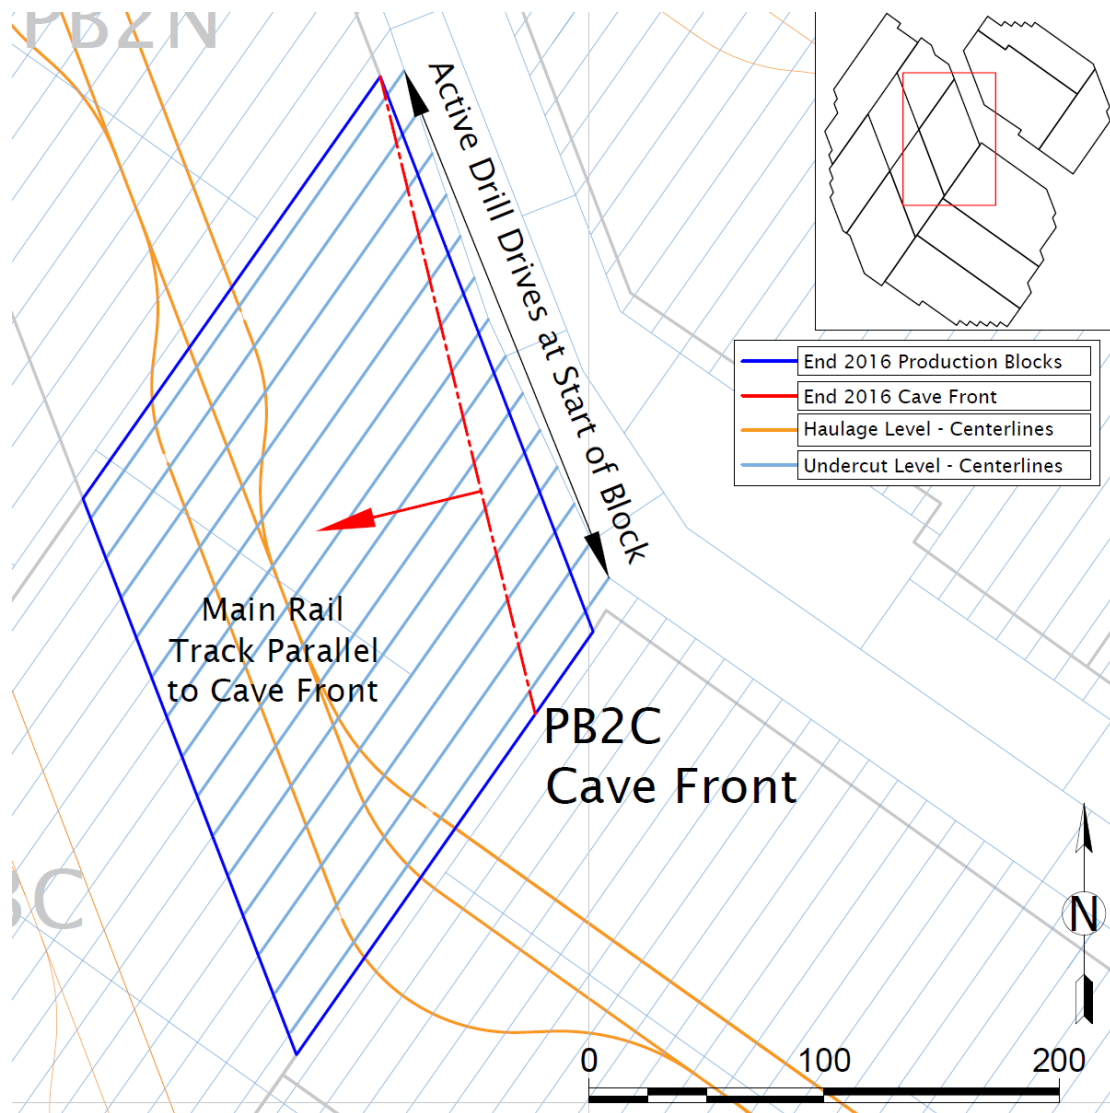 PB2N
Active Drill Drives at Start of Block
End 2016 Production Blocks
End 2016 Cave Front
Haulage Level - Centerlines
Undercut Level - Centerlines
Main Rail
Track Parallel
to Cave Front
PB2C
Cave Front
C
N
0 100 200